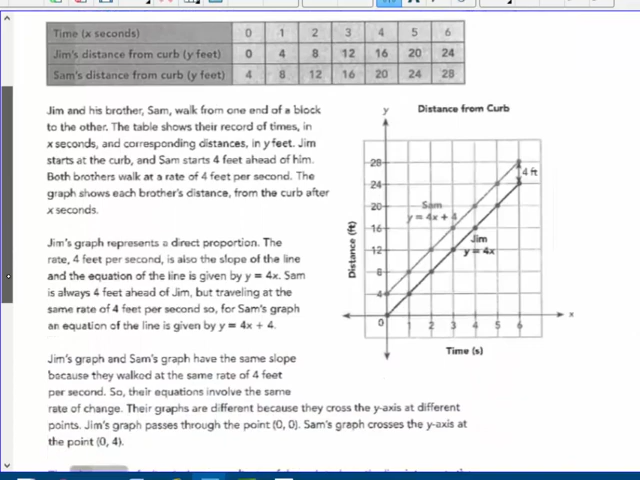 Time (x seconds) 0 1 2 3 4 5 6
Jim's distance from curb (y feet) 0 4 8 12 16 20 24
Sam's distance from curb (y feet) 4 8 12 16 20 24 28
Jim and his brother, Sam, walk from one end of a block
to the other. The table shows their record of times, in
x seconds, and corresponding distances, in y feet. Jim
starts at the curb, and Sam starts 4 feet ahead of him.
Both brothers walk at a rate of 4 feet per second. The
graph shows each brother's distance, from the curb after
x seconds.
Jim's graph represents a direct proportion. The
rate, 4 feet per second, is also the slope of the line
and the equation of the line is given by y = 4x. Sam
is always 4 feet ahead of Jim, but traveling at the
same rate of 4 feet per second so, for Sam's graph
an equation of the line is given by y = 4x + 4.
Jim's graph and Sam's graph have the same slope
because they walked at the same rate of 4 feet
per second. So, their equations involve the same
rate of change. Their graphs are different because they cross the y-axis at different
points. Jim's graph passes through the point (0, 0). Sam's graph crosses the y-axis at
the point (0, 4).
y
Distance from Curb
28
4 ft
24
20
Sam
y = 4x + 4
16
Jim
12
y = 4x
8
4
Distance (ft)
0 1 2 3 4 5 6
x
Time (s)